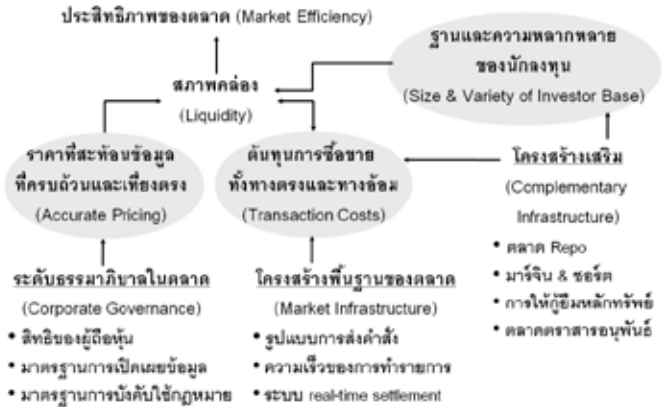 ประสิทธิภาพของตลาด (Market Efficiency)
สภาพคล่อง
(Liquidity)
ฐานและความหลากหลาย
ของนักลงทุน
(Size & Variety of Investor Base)
ราคาที่สะท้อนข้อมูล
ที่ครบถ้วนและเที่ยงตรง
(Accurate Pricing)
ต้นทุนการซื้อขาย
ทั้งทางตรงและทางอ้อม
(Transaction Costs)
โครงสร้างเสริม
(Complementary
Infrastructure)
• ตลาด Repo
• มาร์จิน & ชอร์ต
• การให้กู้ยืมหลักทรัพย์
• ตลาดตราสารอนุพันธ์
ระดับธรรมาภิบาลในตลาด
(Corporate Governance)
• สิทธิของผู้ถือหุ้น
• มาตรฐานการเปิดเผยข้อมูล
• มาตรฐานการบังคับใช้กฎหมาย
โครงสร้างพื้นฐานของตลาด
(Market Infrastructure)
• รูปแบบการส่งคำสั่ง
• ความเร็วของการทำรายการ
• ระบบ real-time settlement